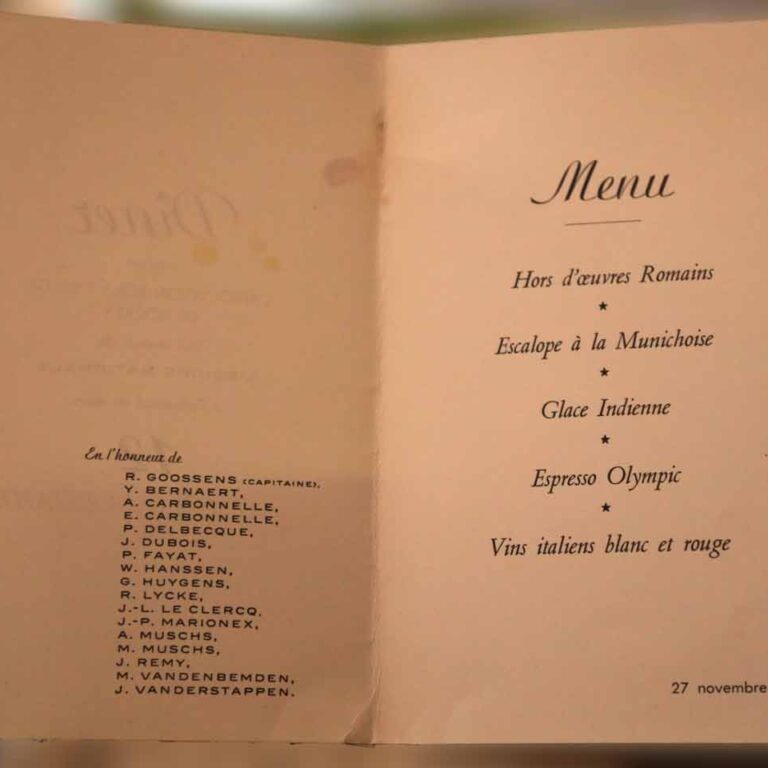 Diner
En l'honneur de
R. GOOSSENS (CAPITAINE),
Y. BERNAERT,
A. CARBONNELLE,
E. CARBONNELLE,
P. DELBECQUE,
J. DUBOIS,
P. FAYAT,
W. HANSSEN,
G. HUYGENS,
R. LYCKE,
J.-L. LE CLERCQ,
J.-P. MARIONEX,
A. MUSCHS,
M. MUSCHS,
J. REMY,
M. VANDENBEMDEN,
J. VANDERSTAPPEN.
Menu
Hors d'œuvres Romains
★
Escalope à la Munichoise
★
Glace Indienne
★
Espresso Olympic
★
Vins italiens blanc et rouge
27 novembre